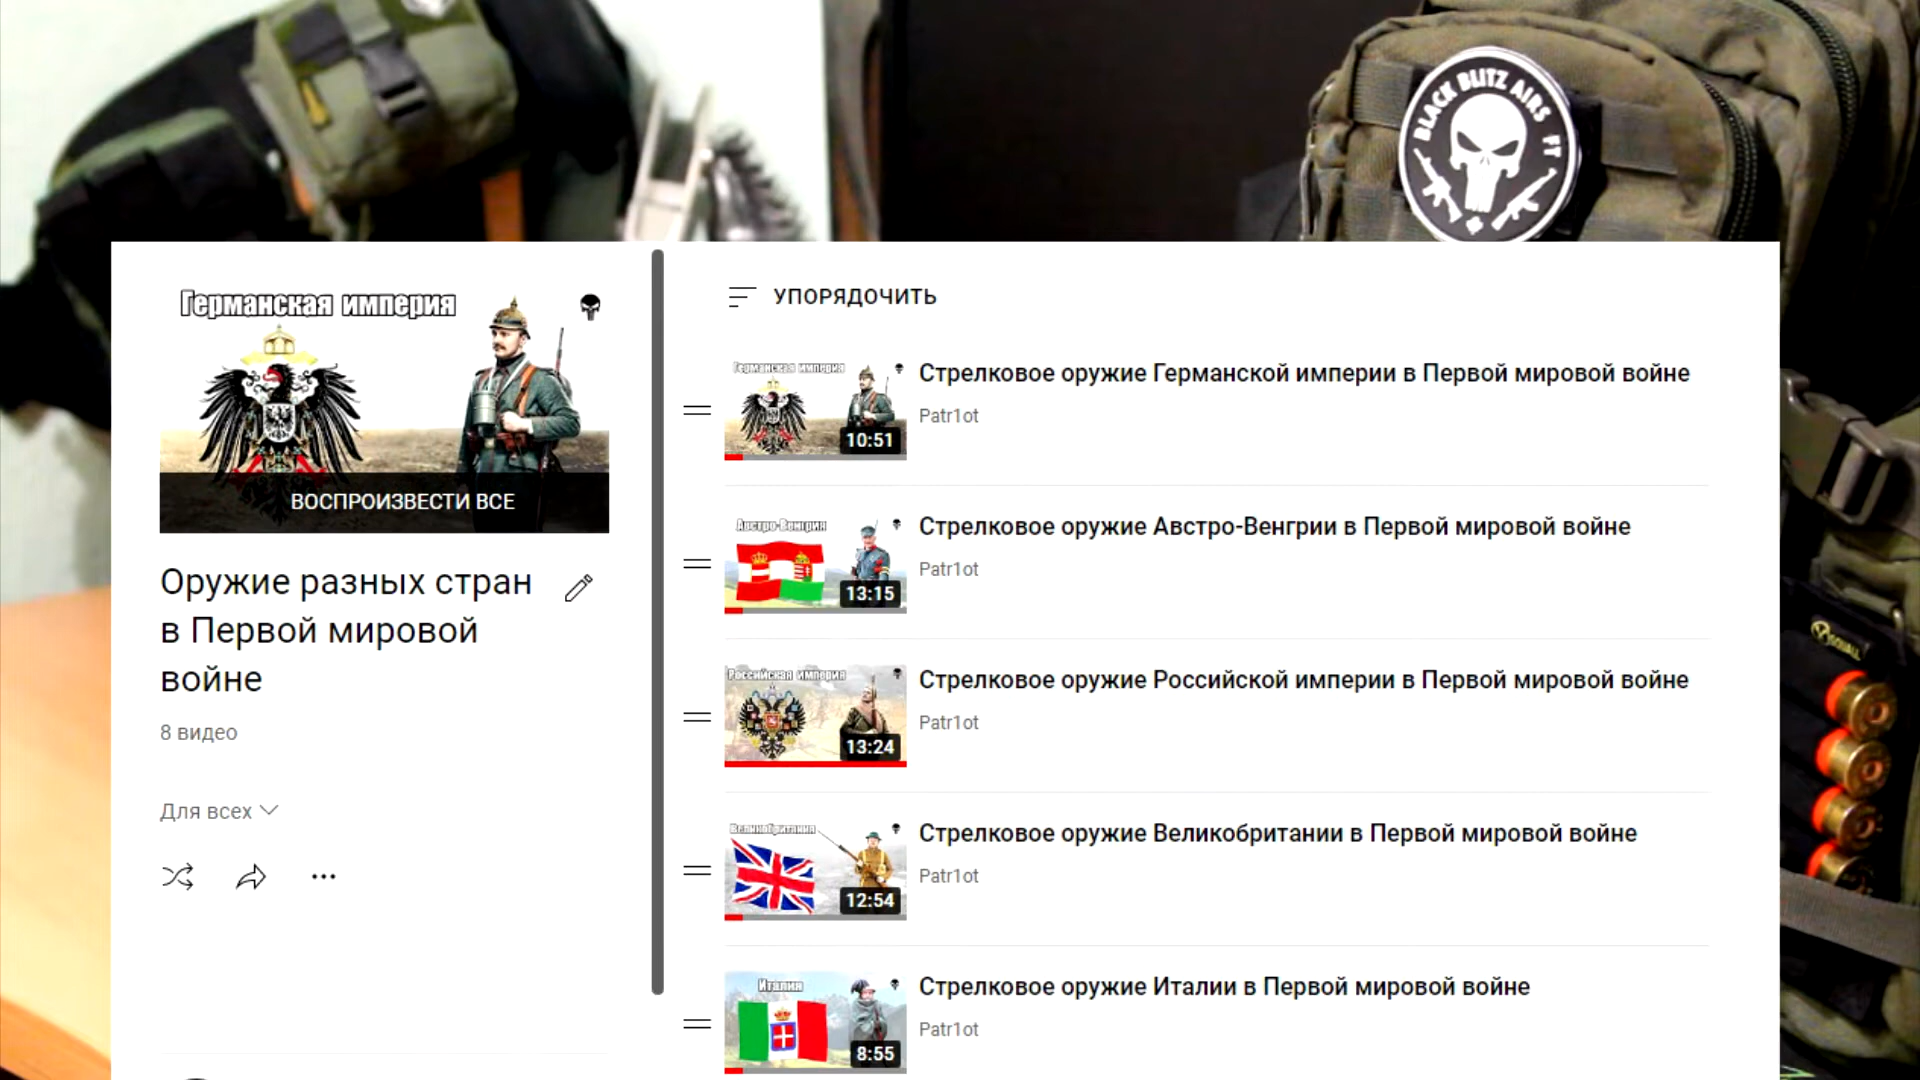 BLACK BLITZ AIRS FT
Германская империя
ВОСПРОИЗВЕСТИ ВСЕ
Оружие разных стран
в Первой мировой
войне
8 видео
Для всех
УПОРЯДОЧИТЬ
Германская империя
10:51
Стрелковое оружие Германской империи в Первой мировой войне
Patr1ot
Австро-Венгрия
13:15
Стрелковое оружие Австро-Венгрии в Первой мировой войне
Patr1ot
Российская империя
13:24
Стрелковое оружие Российской империи в Первой мировой войне
Patr1ot
Великобритания
12:54
Стрелковое оружие Великобритании в Первой мировой войне
Patr1ot
Италия
8:55
Стрелковое оружие Италии в Первой мировой войне
Patr1ot